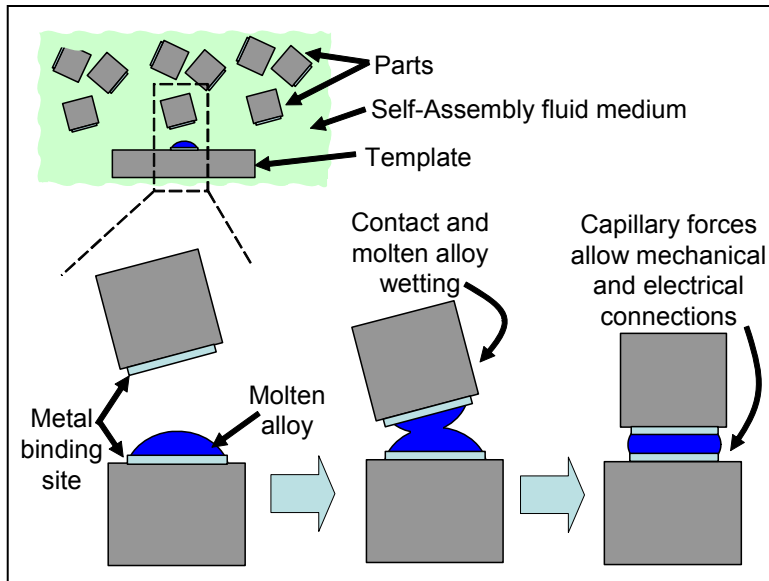 Parts
Self-Assembly fluid medium
Template
Contact and
molten alloy
wetting
Capillary forces
allow mechanical
and electrical
connections
Metal
binding
site
Molten
alloy